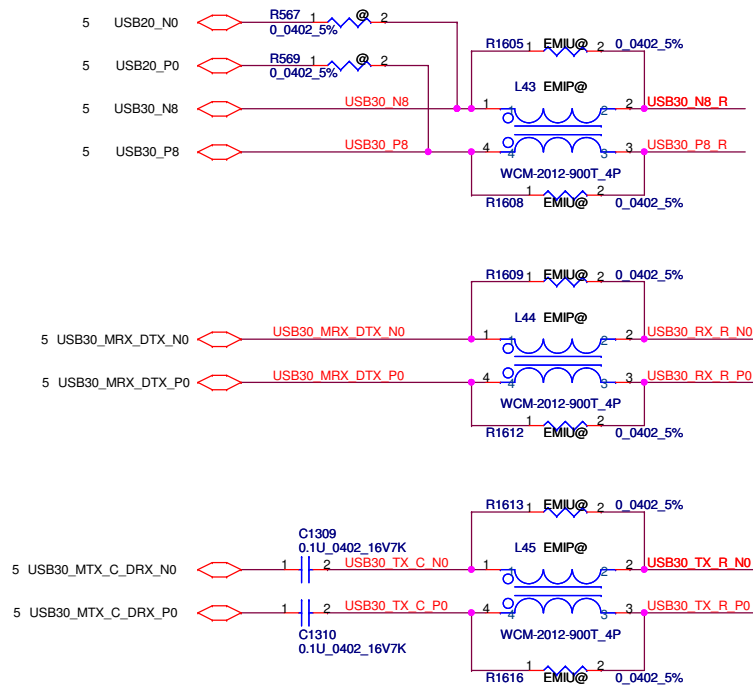 5 USB20_N0 R567 1 @ 2
0_0402_5%
5 USB20_P0 R569 1 @ 2
0_0402_5%
R1605 1 EMIU@ 2 0_0402_5%
L43 EMIP@
5 USB30_N8 USB30_N8 1 1 2 2 USB30_N8_R
5 USB30_P8 USB30_P8 4 4 3 3 USB30_P8_R
WCM-2012-900T_4P
R1608 1 EMIU@ 2 0_0402_5%
R1609 1 EMIU@ 2 0_0402_5%
L44 EMIP@
5 USB30_MRX_DTX_N0 USB30_MRX_DTX_N0 1 1 2 2 USB30_RX_R_N0
5 USB30_MRX_DTX_P0 USB30_MRX_DTX_P0 4 4 3 3 USB30_RX_R_P0
WCM-2012-900T_4P
R1612 1 EMIU@ 2 0_0402_5%
R1613 1 EMIU@ 2 0_0402_5%
C1309
0.1U_0402_16V7K
L45 EMIP@
5 USB30_MTX_C_DRX_N0 1 2 USB30_TX_C_N0 1 1 2 2 USB30_TX_R_N0
5 USB30_MTX_C_DRX_P0 1 2 USB30_TX_C_P0 4 4 3 3 USB30_TX_R_P0
C1310
0.1U_0402_16V7K
WCM-2012-900T_4P
R1616 1 EMIU@ 2 0_0402_5%